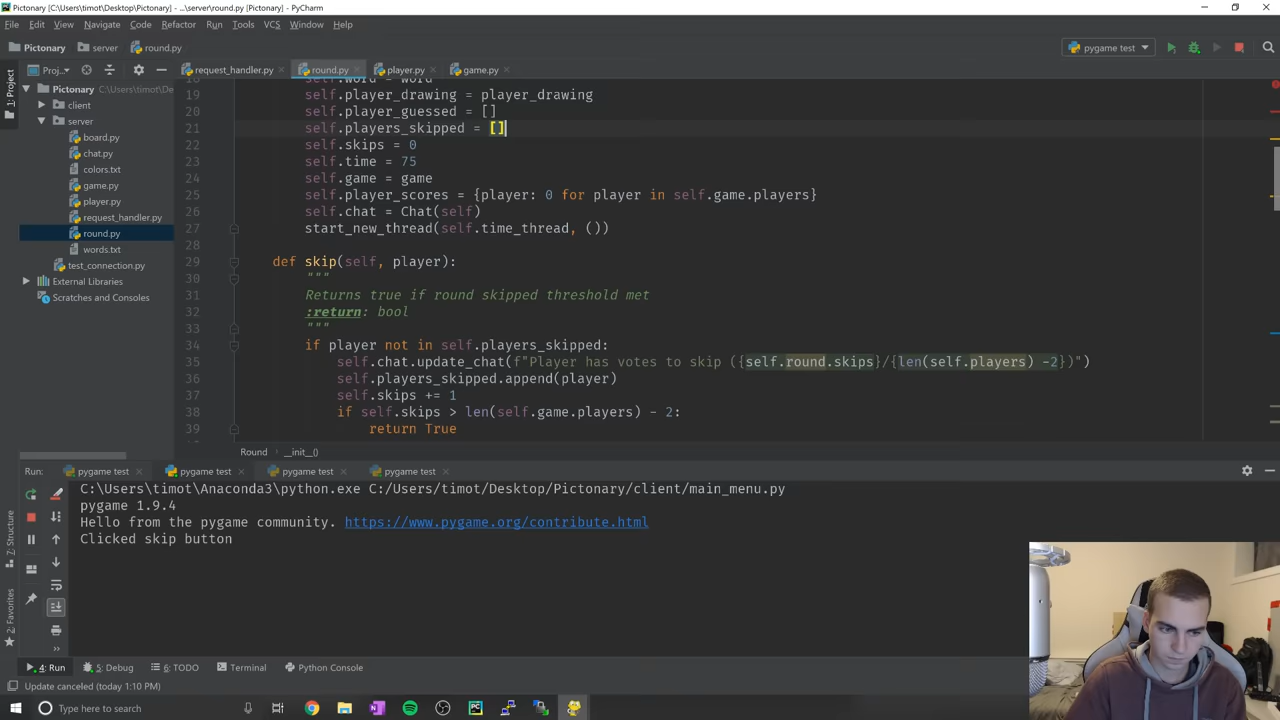 Pictonary [C:\Users\timot\Desktop\Pictonary] - ...\server\round.py [Pictonary] - PyCharm
File Edit View Navigate Code Refactor Run Tools VCS Window Help
Pictonary server round.py pygame test
1: Project
Proj... request_handler.py round.py player.py game.py
Pictonary C:\Users\timot\Des
client
server
board.py
chat.py
colors.txt
game.py
player.py
request_handler.py
round.py
words.txt
test_connection.py
External Libraries
Scratches and Consoles
18 self.word = word
19 self.player_drawing = player_drawing
20 self.player_guessed = []
21 self.players_skipped = []
22 self.skips = 0
23 self.time = 75
24 self.game = game
25 self.player_scores = {player: 0 for player in self.game.players}
26 self.chat = Chat(self)
27 start_new_thread(self.time_thread, ())
28
29 def skip(self, player):
30 """
31 Returns true if round skipped threshold met
32 :return: bool
33 """
34 if player not in self.players_skipped:
35 self.chat.update_chat(f"Player has votes to skip ({self.round.skips}/{len(self.players) -2})")
36 self.players_skipped.append(player)
37 self.skips += 1
38 if self.skips > len(self.game.players) - 2:
39 return True
Round __init__()
Run: pygame test pygame test pygame test pygame test
C:\Users\timot\Anaconda3\python.exe C:/Users/timot/Desktop/Pictonary/client/main_menu.py
pygame 1.9.4
Hello from the pygame community. https://www.pygame.org/contribute.html
Clicked skip button
Z: Structure
2: Favorites
4: Run 5: Debug 6: TODO Terminal Python Console
Update canceled (today 1:10 PM)
Type here to search